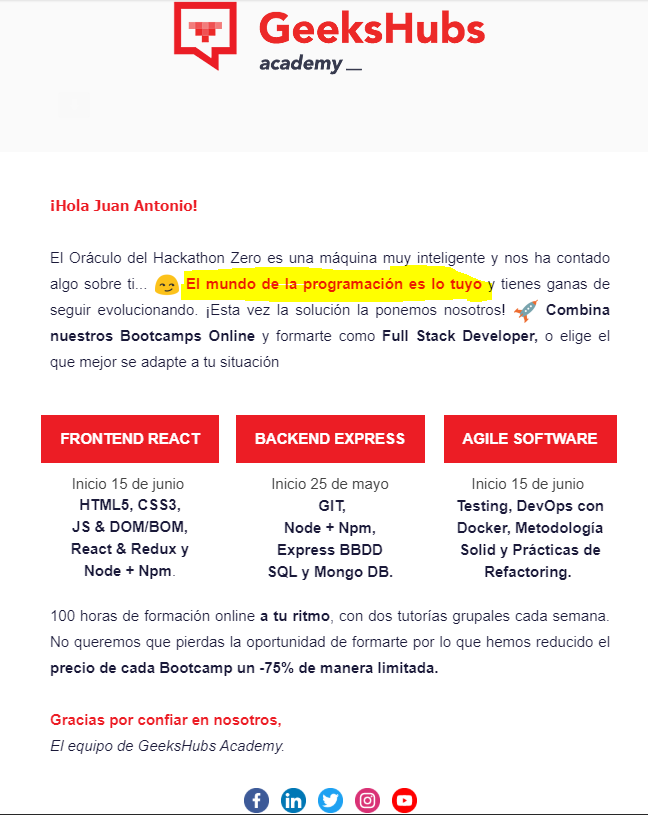 GeeksHubs
academy
¡Hola Juan Antonio!
El Oráculo del Hackathon Zero es una máquina muy inteligente y nos ha contado
algo sobre ti... 😏 El mundo de la programación es lo tuyo y tienes ganas de
seguir evolucionando. ¡Esta vez la solución la ponemos nosotros! 🚀 Combina
nuestros Bootcamps Online y formarte como Full Stack Developer, o elige el
que mejor se adapte a tu situación
FRONTEND REACT
Inicio 15 de junio
HTML5, CSS3,
JS & DOM/BOM,
React & Redux y
Node + Npm.
BACKEND EXPRESS
Inicio 25 de mayo
GIT,
Node + Npm,
Express BBDD
SQL y Mongo DB.
AGILE SOFTWARE
Inicio 15 de junio
Testing, DevOps con
Docker, Metodología
Solid y Prácticas de
Refactoring.
100 horas de formación online a tu ritmo, con dos tutorías grupales cada semana.
No queremos que pierdas la oportunidad de formarte por lo que hemos reducido el
precio de cada Bootcamp un -75% de manera limitada.
Gracias por confiar en nosotros,
El equipo de GeeksHubs Academy.